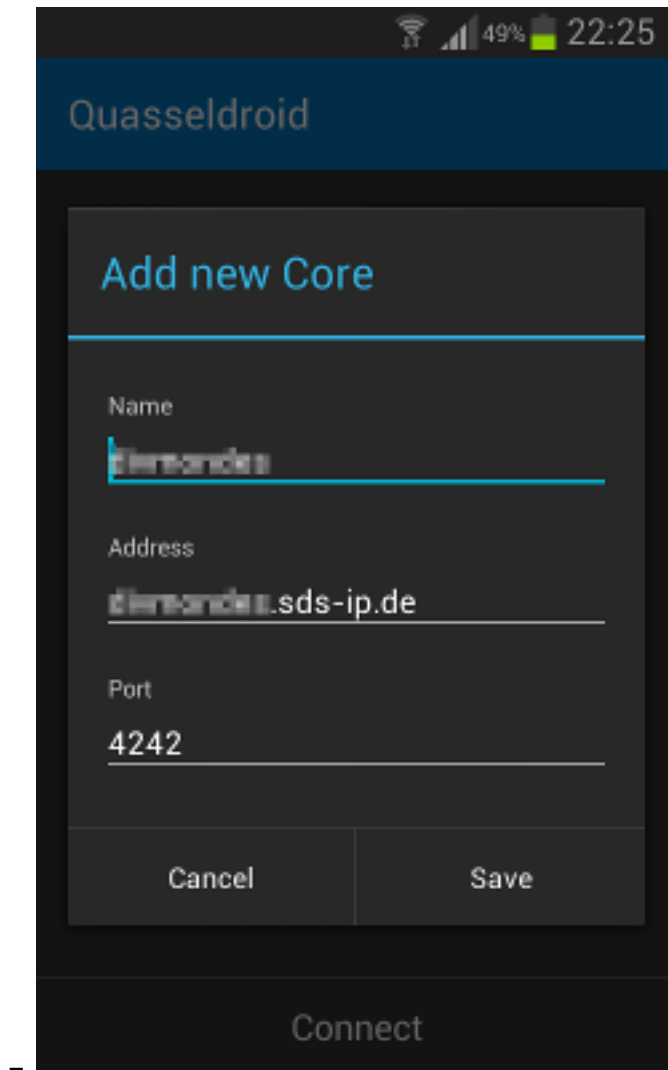 49% 22:25
Quasseldroid
Add new Core
Name
Address
.sds-ip.de
Port
4242
Cancel Save
Connect